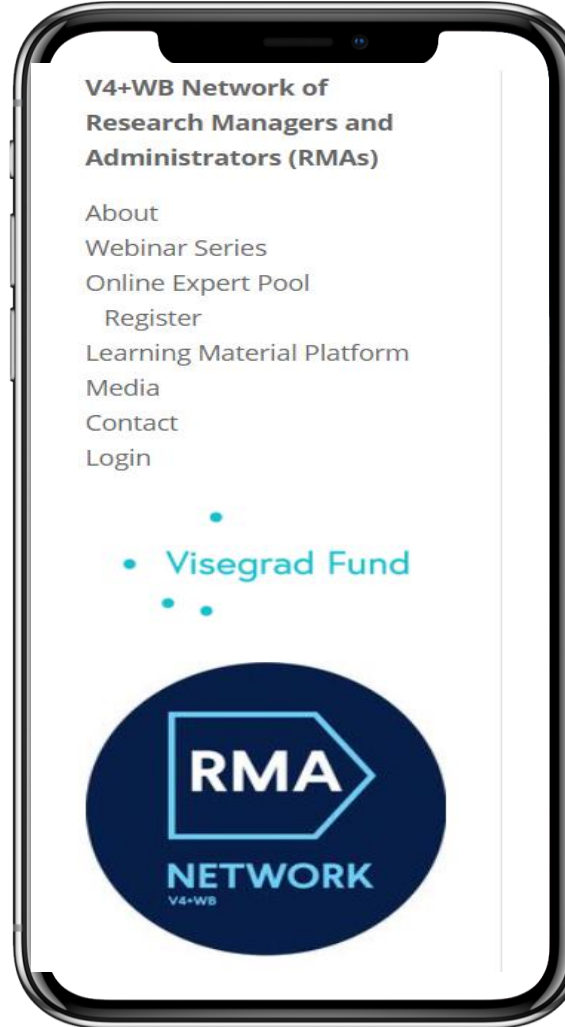 V4+WB Network of
Research Managers and
Administrators (RMAs)
About
Webinar Series
Online Expert Pool
Register
Learning Material Platform
Media
Contact
Login
Visegrad Fund
RMA
NETWORK
V4+WB